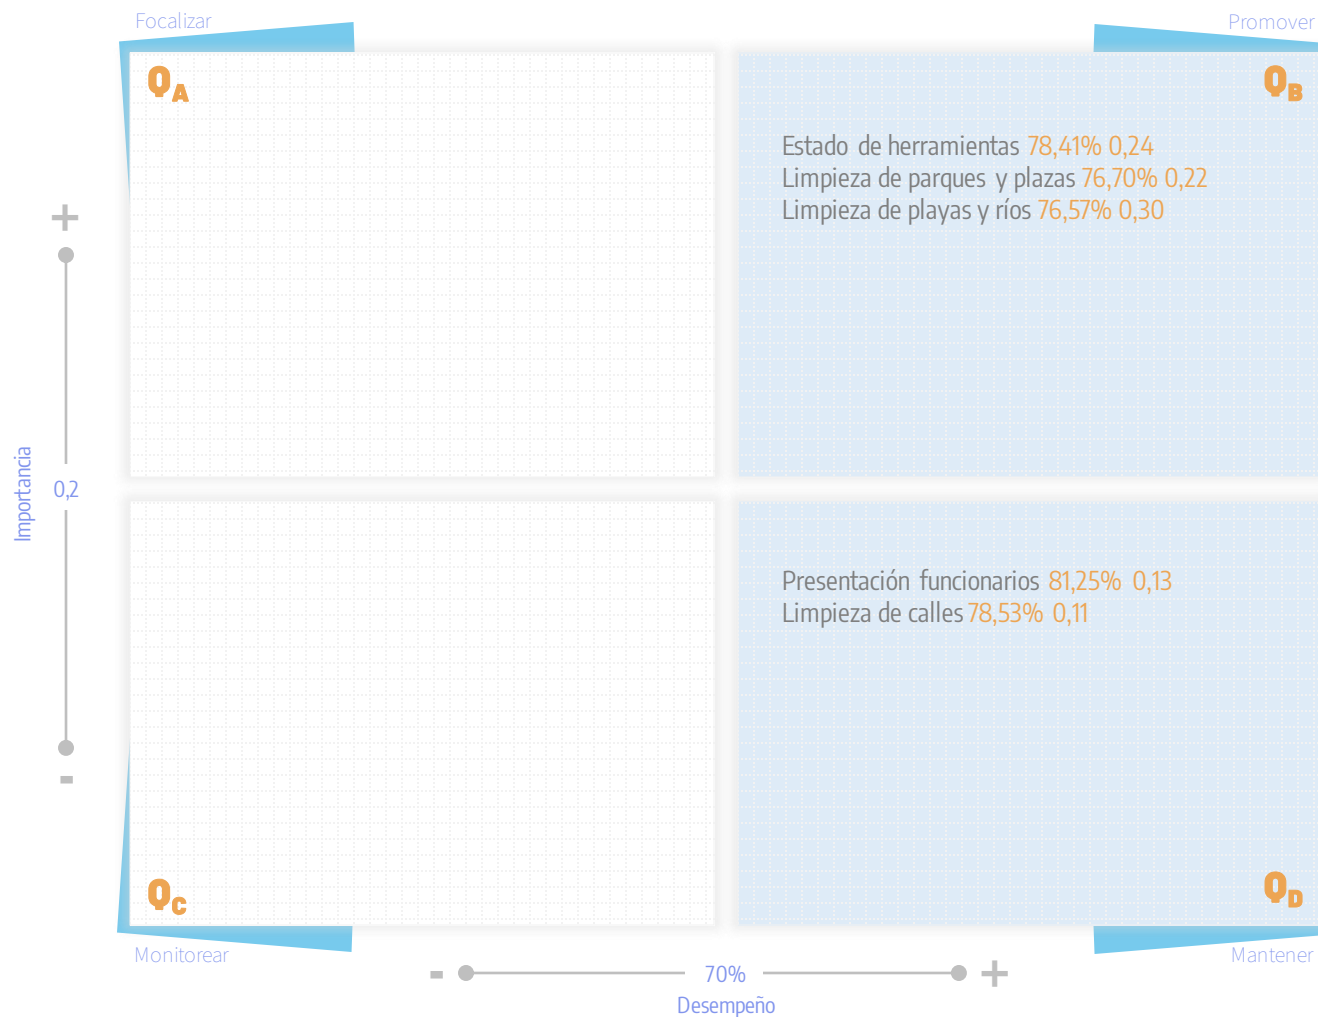 Focalizar
Promover
QA
QB
Estado de herramientas 78,41% 0,24
Limpieza de parques y plazas 76,70% 0,22
Limpieza de playas y ríos 76,57% 0,30
+
Importancia
0,2
-
Presentación funcionarios 81,25% 0,13
Limpieza de calles 78,53% 0,11
QC
QD
Monitorear
Mantener
- 70% +
Desempeño